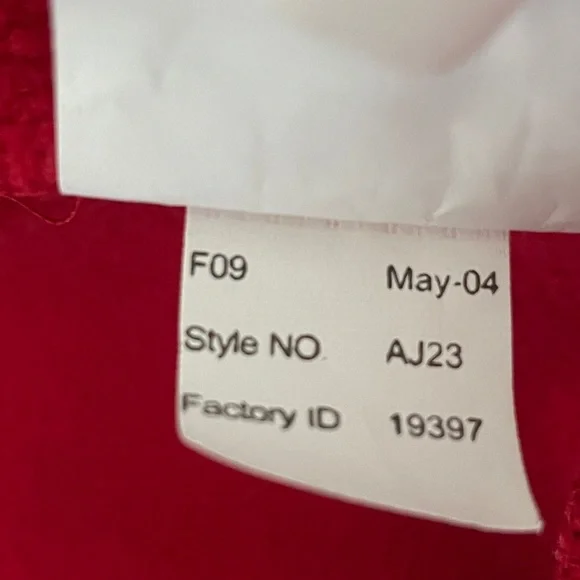 F09 May-04
Style NO. AJ23
Factory ID 19397